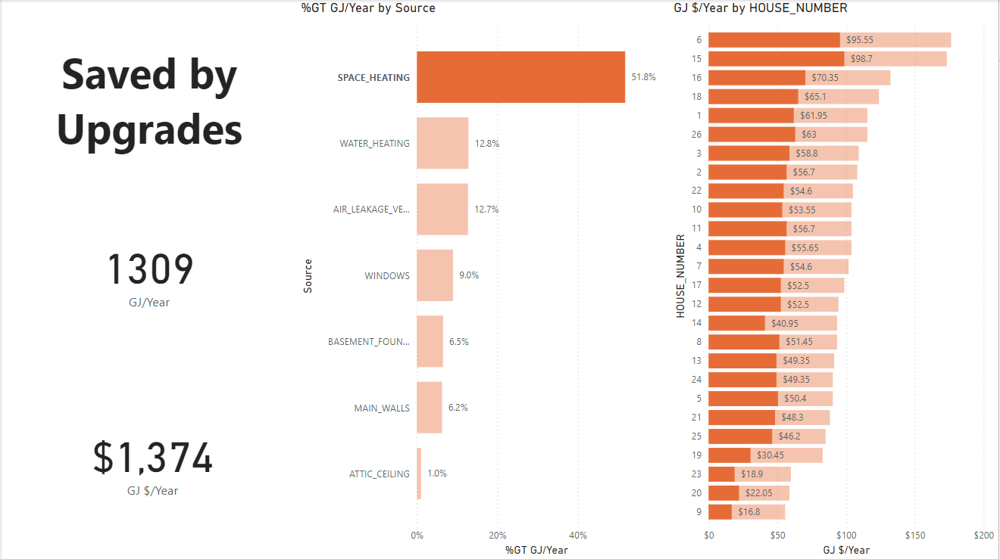 %GT GJ/Year by Source
GJ $/Year by HOUSE_NUMBER
Saved by
Upgrades
1309
GJ/Year
$1,374
GJ $/Year
Source
SPACE_HEATING 51.8%
WATER_HEATING 12.8%
AIR_LEAKAGE_VE... 12.7%
WINDOWS 9.0%
BASEMENT_FOUN... 6.5%
MAIN_WALLS 6.2%
ATTIC_CEILING 1.0%
0% 20% 40%
%GT GJ/Year
HOUSE_NUMBER
6 $95.55
15 $98.7
16 $70.35
18 $65.1
1 $61.95
26 $63
3 $58.8
2 $56.7
22 $54.6
10 $53.55
11 $56.7
4 $55.65
7 $54.6
17 $52.5
12 $52.5
14 $40.95
8 $51.45
13 $49.35
24 $49.35
5 $50.4
21 $48.3
25 $46.2
19 $30.45
23 $18.9
20 $22.05
9 $16.8
$0 $50 $100 $150 $200
GJ $/Year